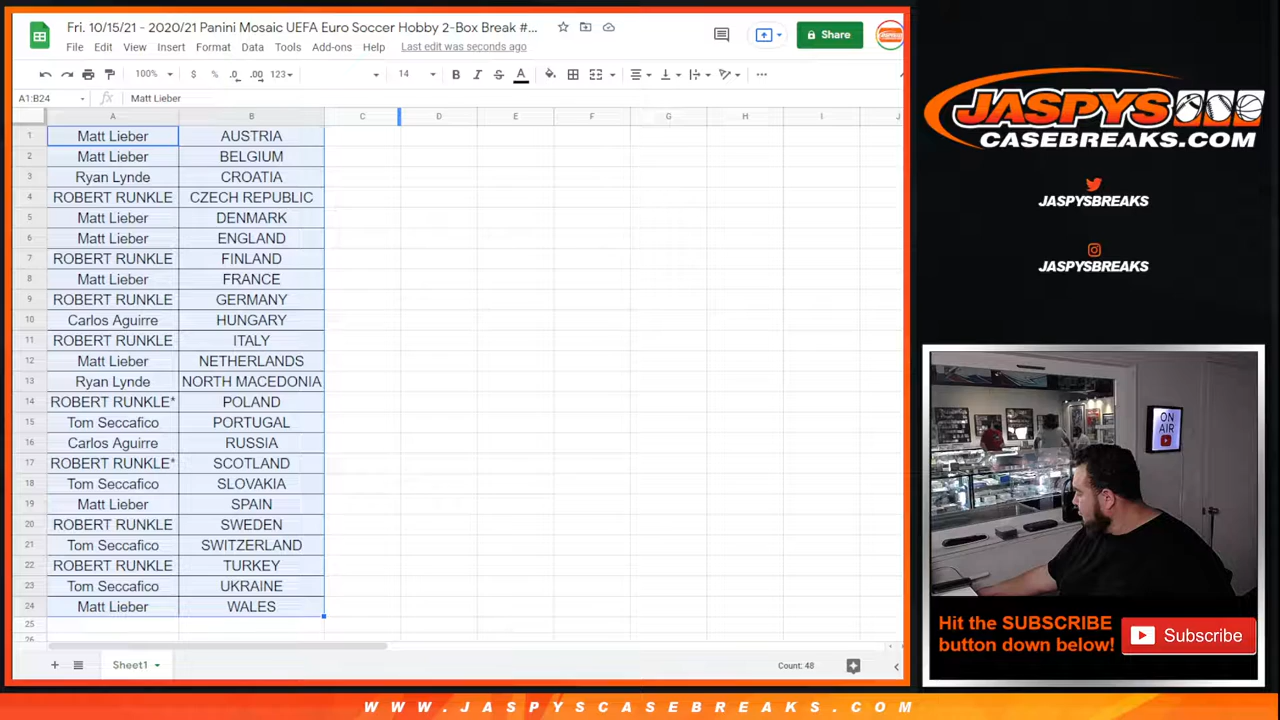 Fri. 10/15/21 - 2020/21 Panini Mosaic UEFA Euro Soccer Hobby 2-Box Break #...
File Edit View Insert Format Data Tools Add-ons Help Last edit was seconds ago
Share
100% $ % .0 .00 123 14 B I S A
A1:B24 fx Matt Lieber
A B C D E F G H I J
1 Matt Lieber AUSTRIA
2 Matt Lieber BELGIUM
3 Ryan Lynde CROATIA
4 ROBERT RUNKLE CZECH REPUBLIC
5 Matt Lieber DENMARK
6 Matt Lieber ENGLAND
7 ROBERT RUNKLE FINLAND
8 Matt Lieber FRANCE
9 ROBERT RUNKLE GERMANY
10 Carlos Aguirre HUNGARY
11 ROBERT RUNKLE ITALY
12 Matt Lieber NETHERLANDS
13 Ryan Lynde NORTH MACEDONIA
14 ROBERT RUNKLE* POLAND
15 Tom Seccafico PORTUGAL
16 Carlos Aguirre RUSSIA
17 ROBERT RUNKLE* SCOTLAND
18 Tom Seccafico SLOVAKIA
19 Matt Lieber SPAIN
20 ROBERT RUNKLE SWEDEN
21 Tom Seccafico SWITZERLAND
22 ROBERT RUNKLE TURKEY
23 Tom Seccafico UKRAINE
24 Matt Lieber WALES
25
26
Sheet1 Count: 48
JASPYS
CASEBREAKS.COM
JASPYSBREAKS
JASPYSBREAKS
ON
AIR
Hit the SUBSCRIBE
button down below!
Subscribe
WWW.JASPYSCASEBREAKS.COM